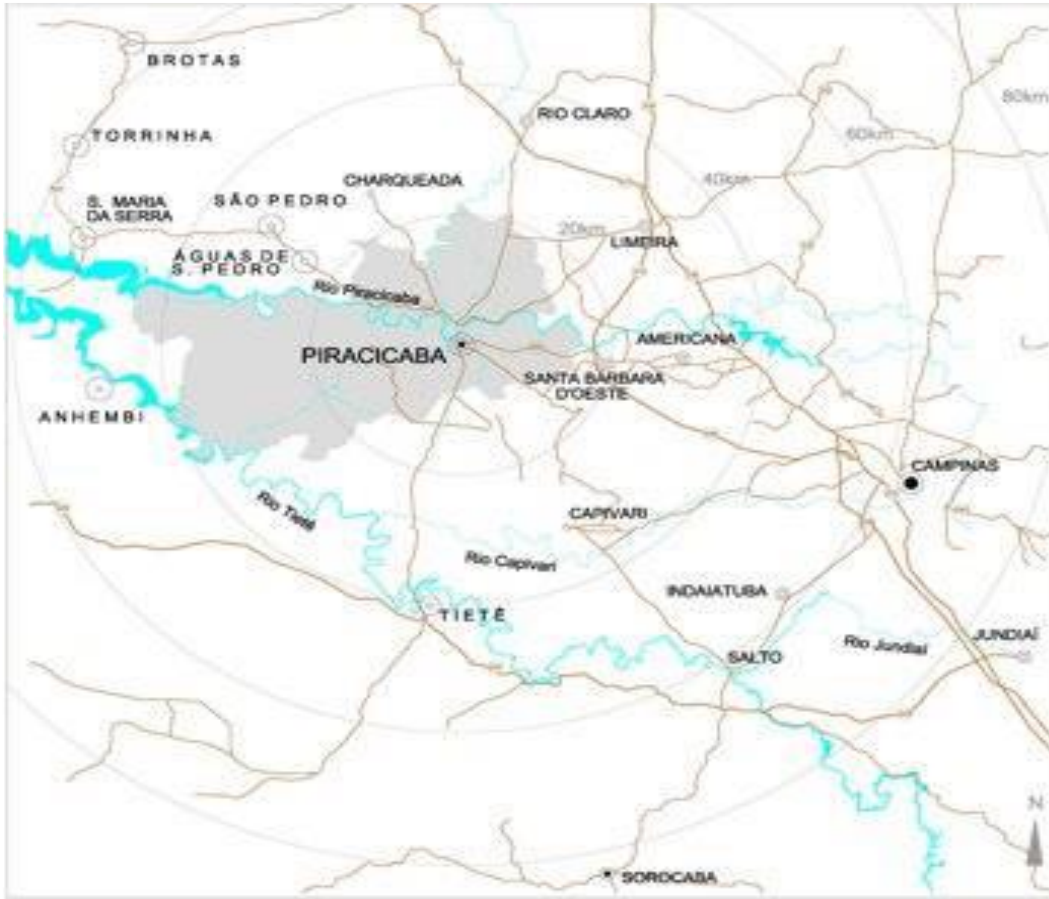 BROTAS
80km
RIO CLARO
TORRINHA
60km
CHARQUEADA
40km
S. MARIA
DA SERRA
SÃO PEDRO
20km
LIMEIRA
ÁGUAS DE
S. PEDRO
Rio Piracicaba
AMERICANA
PIRACICABA
SANTA BÁRBARA
D'OESTE
ANHEMBI
CAMPINAS
Rio Tietê
CAPIVARI
Rio Capivari
INDAIATUBA
TIETÊ
JUNDIAÍ
Rio Jundiaí
SALTO
N
SOROCABA